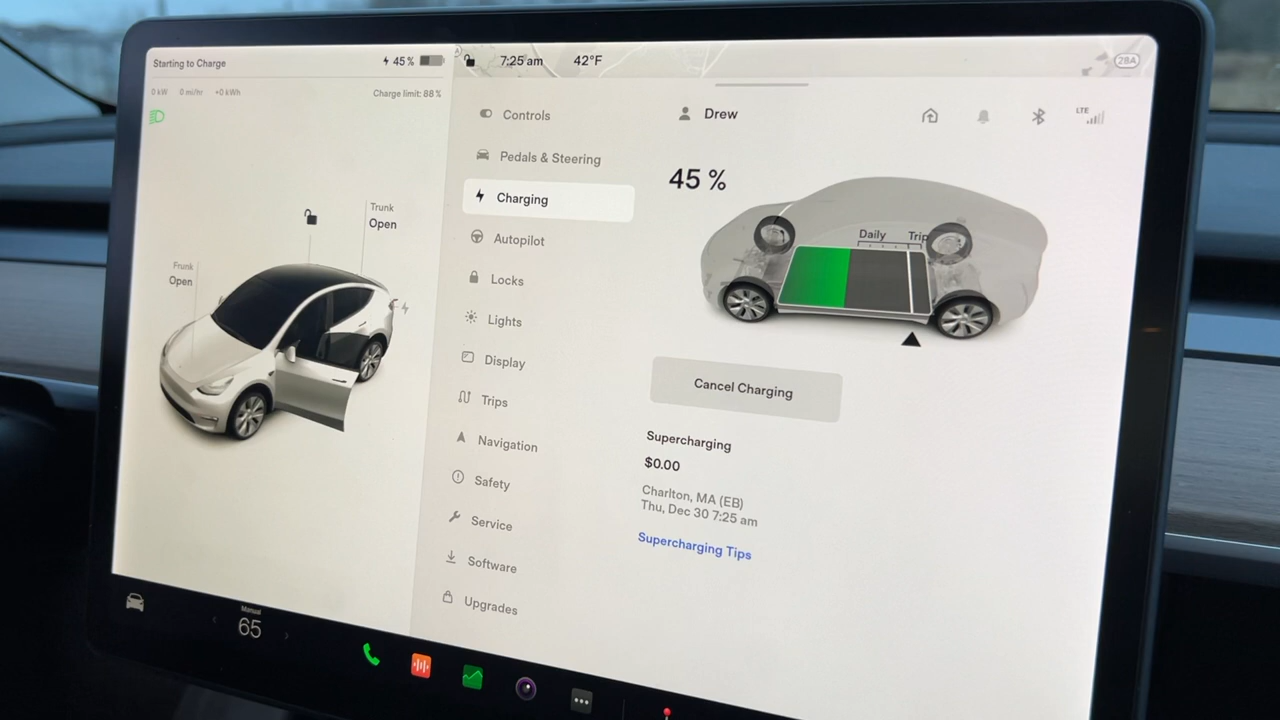 Starting to Charge
45 %
0 kW 0 mi/hr +0 kWh
Charge limit: 88 %
Trunk
Open
Frunk
Open
7:25 am 42°F
28A
Drew
LTE
Controls
Pedals & Steering
Charging
Autopilot
Locks
Lights
Display
Trips
Navigation
Safety
Service
Software
Upgrades
45 %
Daily Trip
Cancel Charging
Supercharging
$0.00
Charlton, MA (EB)
Thu, Dec 30 7:25 am
Supercharging Tips
Manual
65